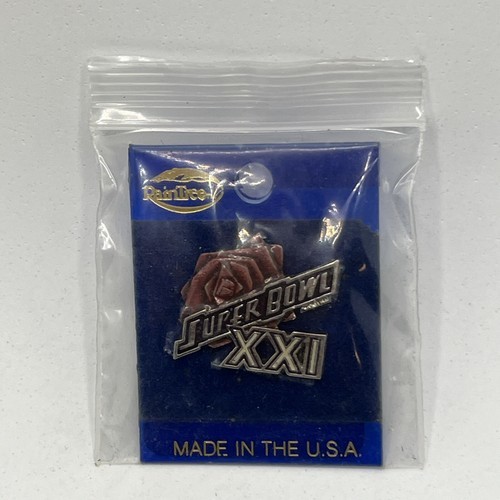 RainTree
SUPER BOWL
XXI
MADE IN THE U.S.A.